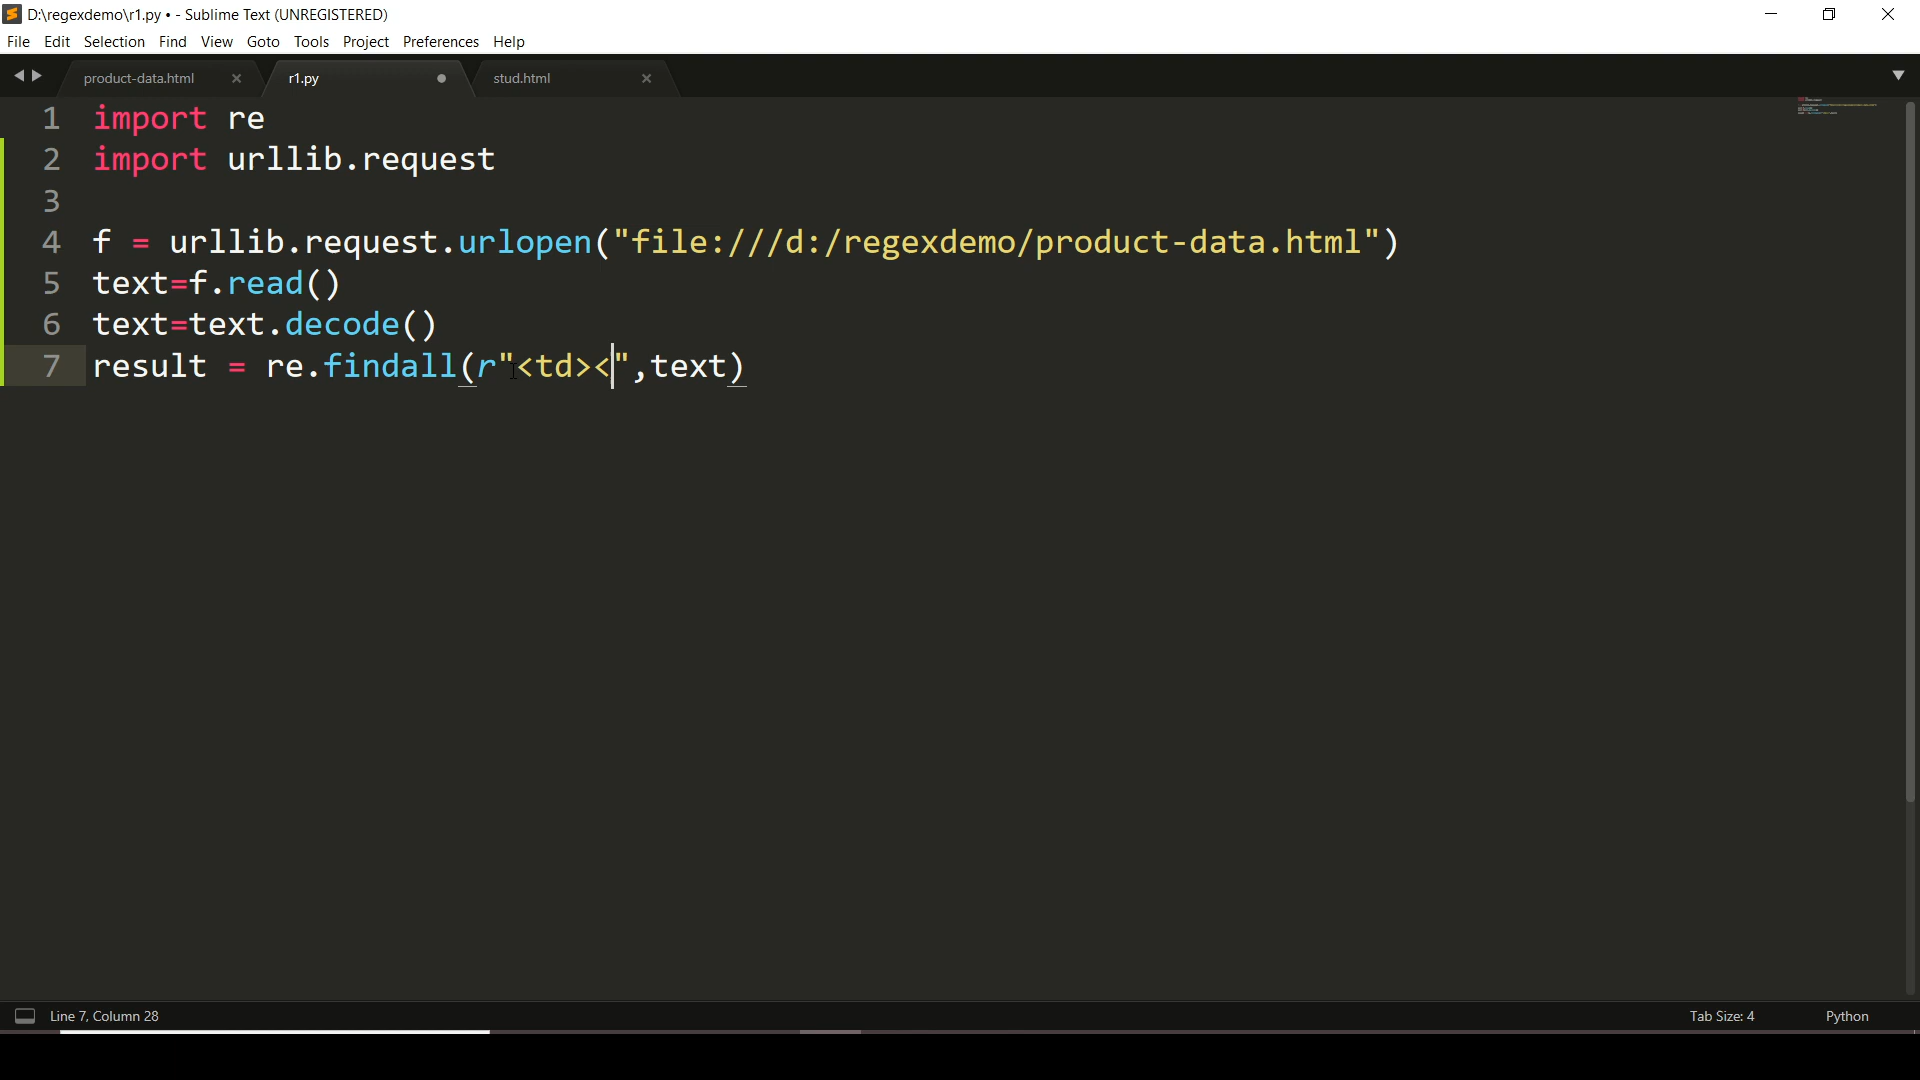 D:\regexdemo\r1.py • - Sublime Text (UNREGISTERED)
File Edit Selection Find View Goto Tools Project Preferences Help
product-data.html r1.py stud.html
1 import re
2 import urllib.request
3
4 f = urllib.request.urlopen("file:///d:/regexdemo/product-data.html")
5 text=f.read()
6 text=text.decode()
7 result = re.findall(r"<td><",text)
Line 7, Column 28 Tab Size: 4 Python